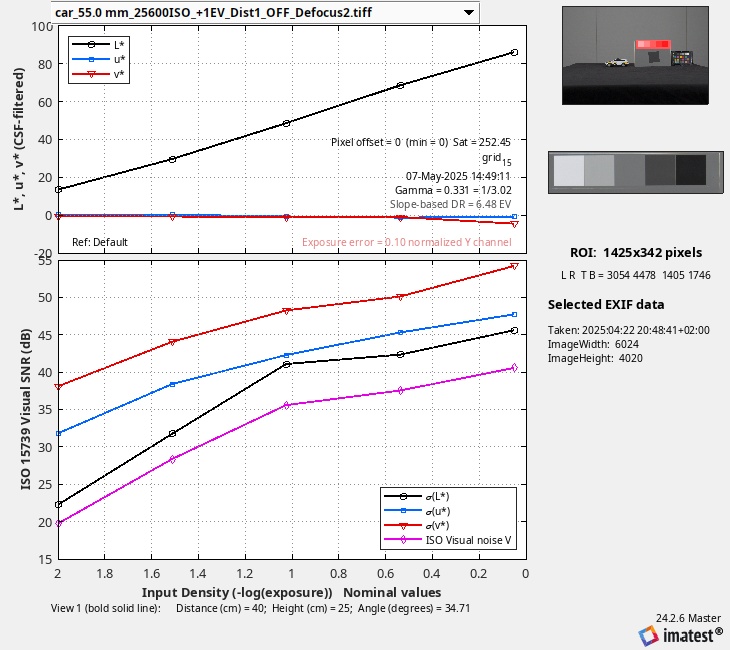 car_55.0 mm_25600ISO_+1EV_Dist1_OFF_Defocus2.tiff
100
80
60
40
20
0
-20
L*, u*, v* (CSF-filtered)
L*
u*
v*
Pixel offset = 0 (min = 0) Sat = 252.45
grid15
07-May-2025 14:49:11
Gamma = 0.331 = 1/3.02
Slope-based DR = 6.48 EV
Ref: Default
Exposure error = 0.10 normalized Y channel
55
50
45
40
35
30
25
20
15
ISO 15739 Visual SNR (dB)
σ(L*)
σ(u*)
σ(v*)
ISO Visual noise V
2 1.8 1.6 1.4 1.2 1 0.8 0.6 0.4 0.2 0
Input Density (-log(exposure)) Nominal values
View 1 (bold solid line): Distance (cm) = 40; Height (cm) = 25; Angle (degrees) = 34.71
ROI: 1425x342 pixels
L R T B = 3054 4478 1405 1746
Selected EXIF data
Taken: 2025:04:22 20:48:41+02:00
ImageWidth: 6024
ImageHeight: 4020
24.2.6 Master
imatest®